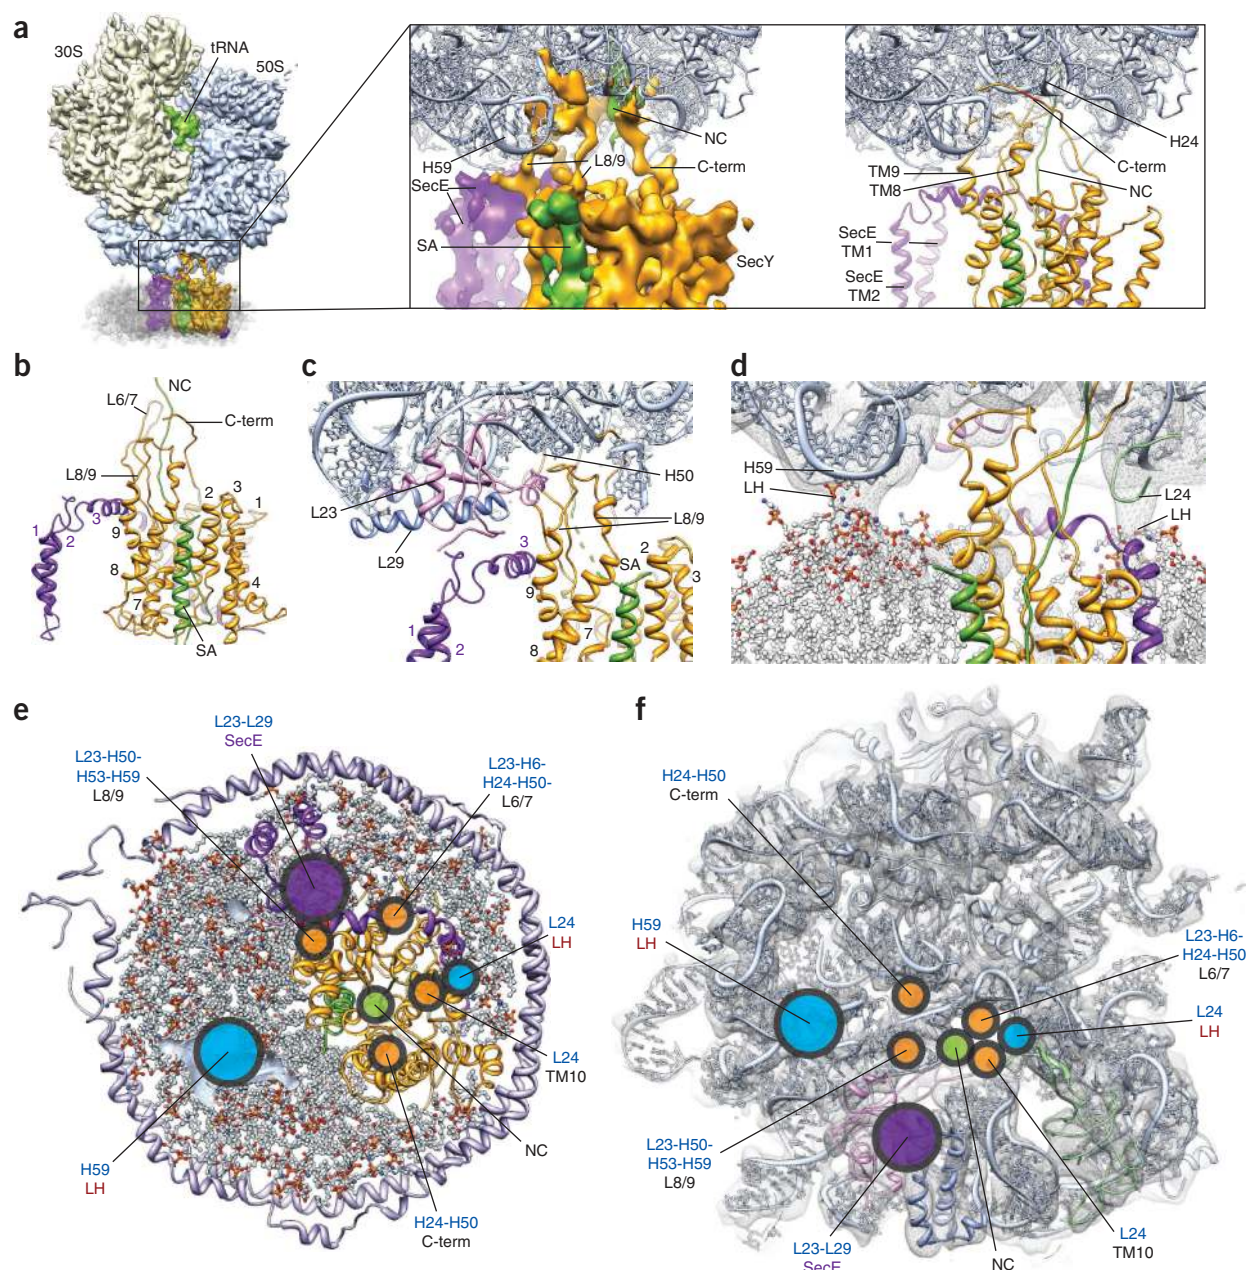 a
30S
tRNA
50S
H59
SecE
SA
L8/9
NC
C-term
SecY
TM9
TM8
SecE
TM1
SecE
TM2
H24
C-term
NC
b
NC
L6/7
C-term
L8/9
1
2
3
9
8
7
2
3
1
4
SA
c
L23
L29
H50
L8/9
SA
3
1
2
9
8
7
2
3
d
H59
LH
L24
LH
e
L23-L29
SecE
L23-H50-
H53-H59
L8/9
L23-H6-
H24-H50-
L6/7
L24
LH
L24
TM10
NC
H59
LH
H24-H50
C-term
f
H24-H50
C-term
H59
LH
L23-H6-
H24-H50
L6/7
L24
LH
L23-H50-
H53-H59
L8/9
L24
TM10
L23-L29
SecE
NC